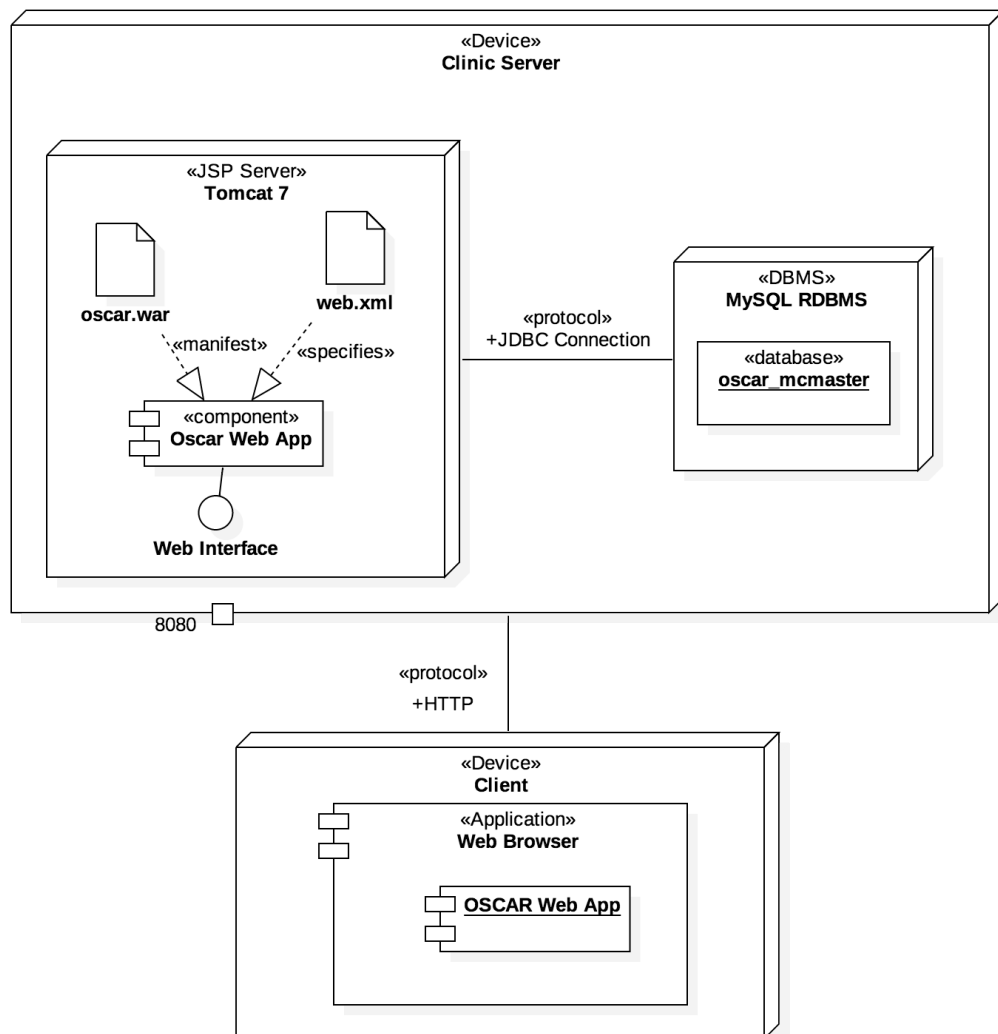 «Device»
Clinic Server
«JSP Server»
Tomcat 7
oscar.war
web.xml
«manifest»
«specifies»
«component»
Oscar Web App
Web Interface
«protocol»
+JDBC Connection
«DBMS»
MySQL RDBMS
«database»
oscar_mcmaster
8080
«protocol»
+HTTP
«Device»
Client
«Application»
Web Browser
OSCAR Web App